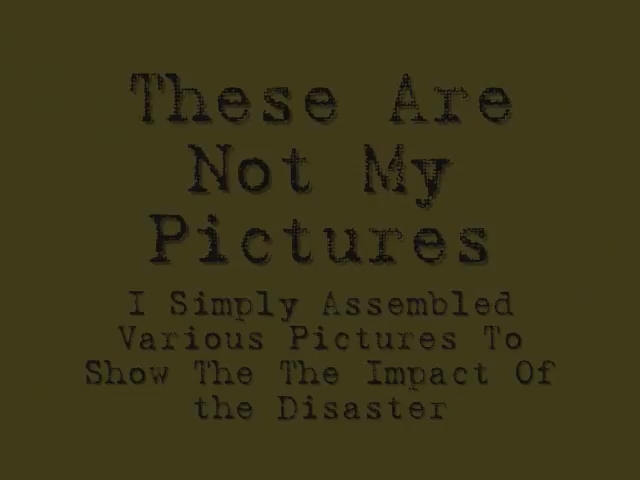 These Are
Not My
Pictures
I Simply Assembled
Various Pictures To
Show The The Impact Of
the Disaster